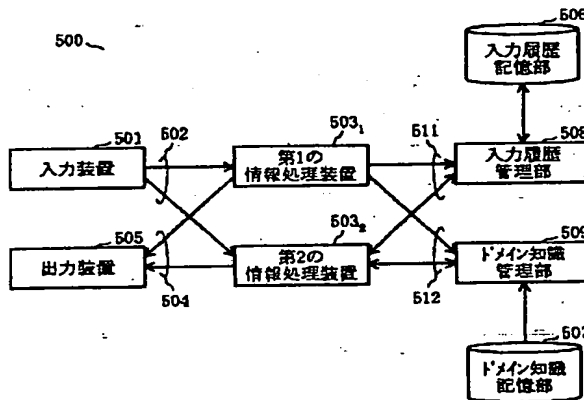 506
500
入力履歴
記憶部
501
502
503₁
511
508
入力装置
第1の
情報処理装置
入力履歴
管理部
505
503₂
509
出力装置
第2の
情報処理装置
ドメイン知識
管理部
504
512
507
ドメイン知識
記憶部